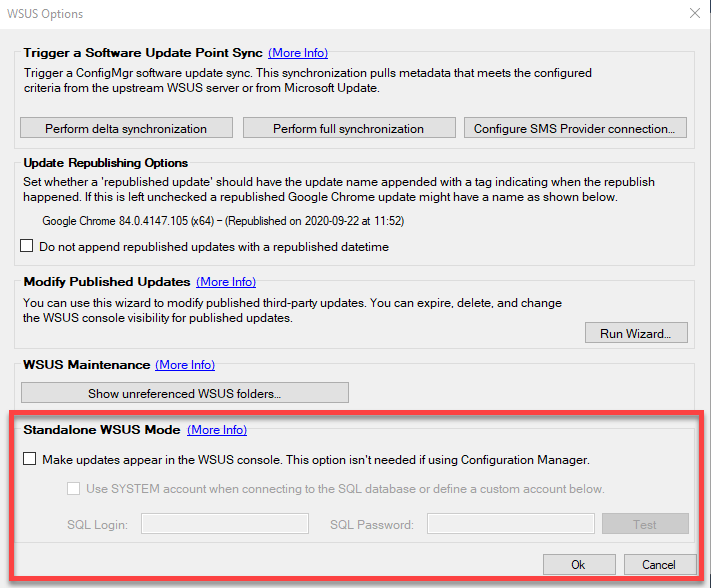 WSUS Options
Trigger a Software Update Point Sync (More Info)
Trigger a ConfigMgr software update sync. This synchronization pulls metadata that meets the configured
criteria from the upstream WSUS server or from Microsoft Update.
Perform delta synchronization Perform full synchronization Configure SMS Provider connection...
Update Republishing Options
Set whether a 'republished update' should have the update name appended with a tag indicating when the republish
happened. If this is left unchecked a republished Google Chrome update might have a name as shown below.
Google Chrome 84.0.4147.105 (x64) – (Republished on 2020-09-22 at 11:52)
Do not append republished updates with a republished datetime
Modify Published Updates (More Info)
You can use this wizard to modify published third-party updates. You can expire, delete, and change
the WSUS console visibility for published updates.
Run Wizard...
WSUS Maintenance (More Info)
Show unreferenced WSUS folders...
Standalone WSUS Mode (More Info)
Make updates appear in the WSUS console. This option isn't needed if using Configuration Manager.
Use SYSTEM account when connecting to the SQL database or define a custom account below.
SQL Login: SQL Password: Test
Ok Cancel